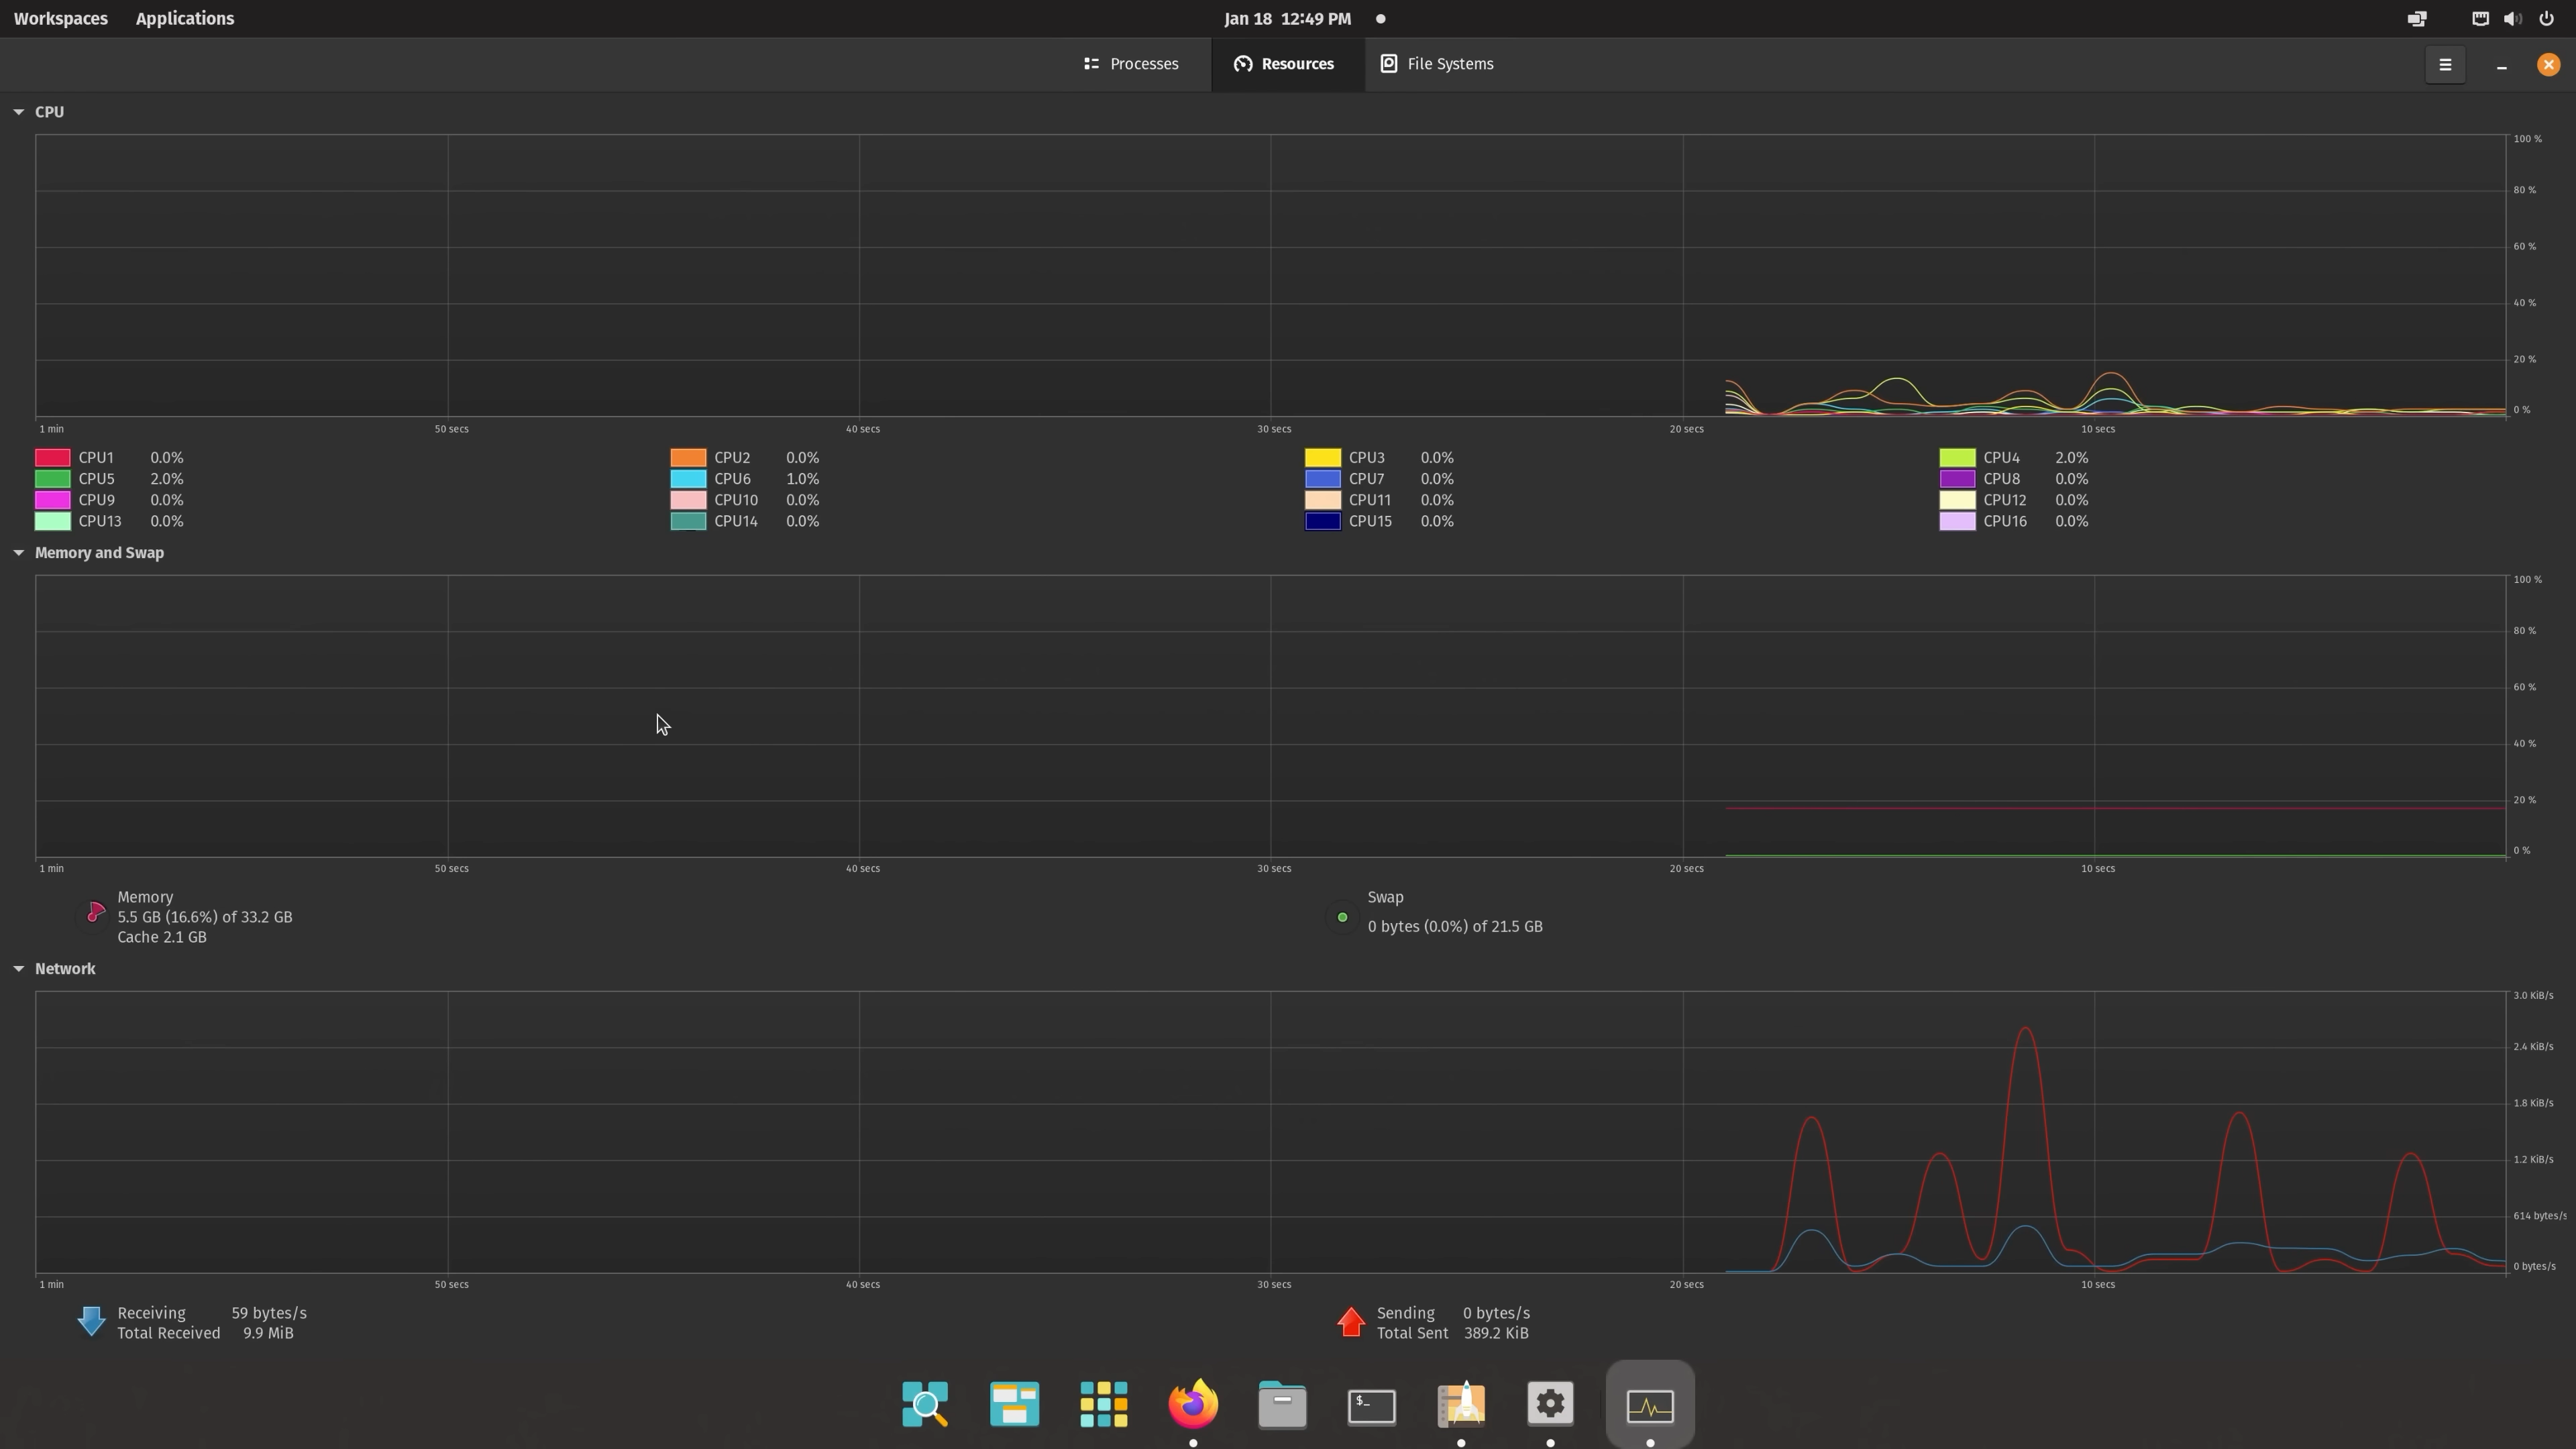 Workspaces Applications Jan 18 12:49 PM
Processes Resources File Systems
CPU
100 %
80 %
60 %
40 %
20 %
0 %
1 min 50 secs 40 secs 30 secs 20 secs 10 secs
CPU1 0.0% CPU2 0.0% CPU3 0.0% CPU4 2.0%
CPU5 2.0% CPU6 1.0% CPU7 0.0% CPU8 0.0%
CPU9 0.0% CPU10 0.0% CPU11 0.0% CPU12 0.0%
CPU13 0.0% CPU14 0.0% CPU15 0.0% CPU16 0.0%
Memory and Swap
100 %
80 %
60 %
40 %
20 %
0 %
1 min 50 secs 40 secs 30 secs 20 secs 10 secs
Memory
5.5 GB (16.6%) of 33.2 GB
Cache 2.1 GB
Swap
0 bytes (0.0%) of 21.5 GB
Network
3.0 KiB/s
2.4 KiB/s
1.8 KiB/s
1.2 KiB/s
614 bytes/s
0 bytes/s
1 min 50 secs 40 secs 30 secs 20 secs 10 secs
Receiving 59 bytes/s
Total Received 9.9 MiB
Sending 0 bytes/s
Total Sent 389.2 KiB
$_